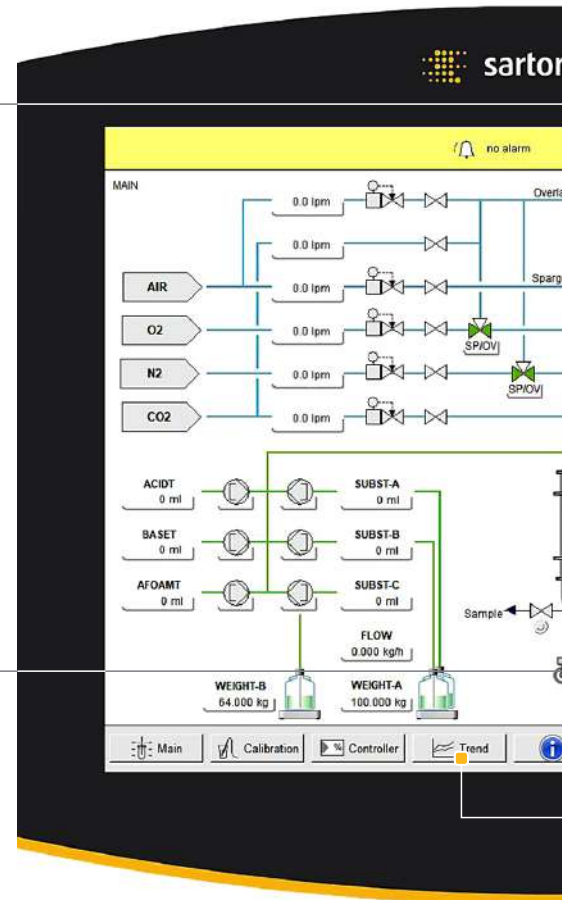 sartor
no alarm
MAIN
0.0 lpm
Overla
0.0 lpm
AIR
0.0 lpm
Sparg
O2
0.0 lpm
SP/OV
N2
0.0 lpm
SP/OV
CO2
0.0 lpm
ACIDT
0 ml
SUBST-A
0 ml
BASET
0 ml
SUBST-B
0 ml
AFOAMT
0 ml
SUBST-C
0 ml
Sample
FLOW
0.000 kg/h
WEIGHT-B
64.000 kg
WEIGHT-A
100.000 kg
Main
Calibration
%
Controller
Trend
i